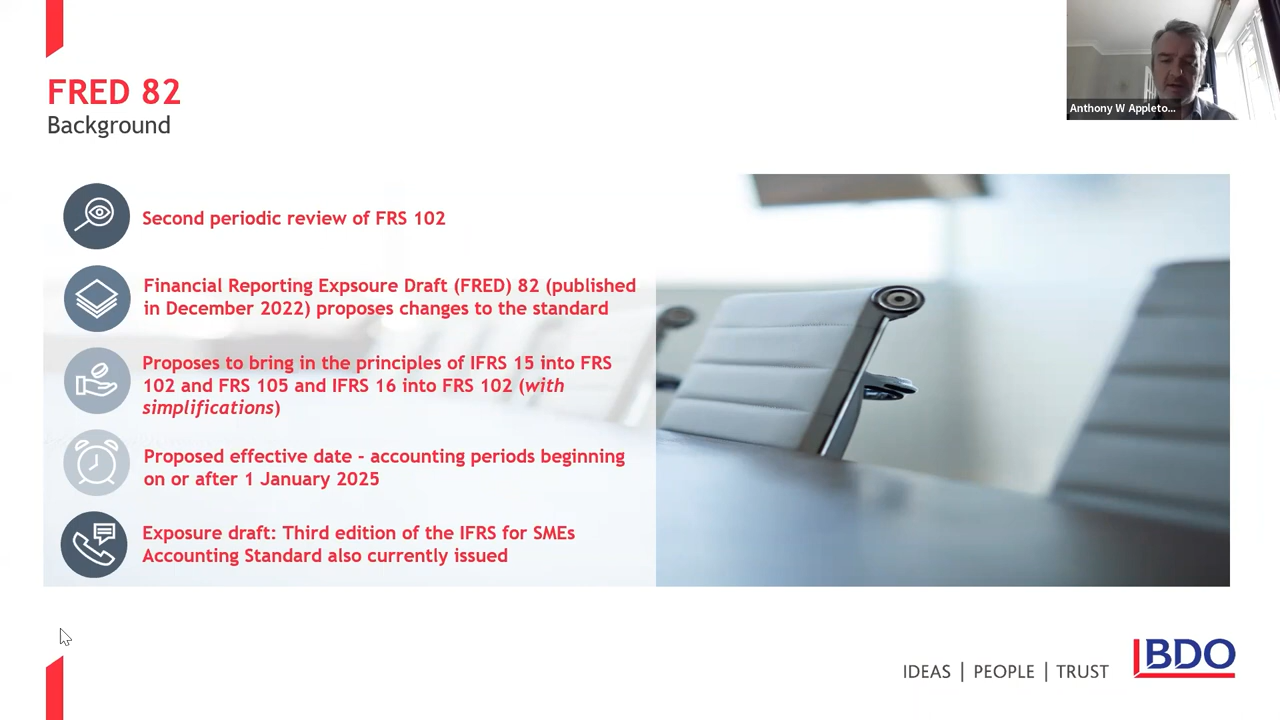 FRED 82
Background
Anthony W Appleto...
Second periodic review of FRS 102
Financial Reporting Expsoure Draft (FRED) 82 (published
in December 2022) proposes changes to the standard
Proposes to bring in the principles of IFRS 15 into FRS
102 and FRS 105 and IFRS 16 into FRS 102 (with
simplifications)
Proposed effective date - accounting periods beginning
on or after 1 January 2025
Exposure draft: Third edition of the IFRS for SMEs
Accounting Standard also currently issued
IDEAS | PEOPLE | TRUST
BDO